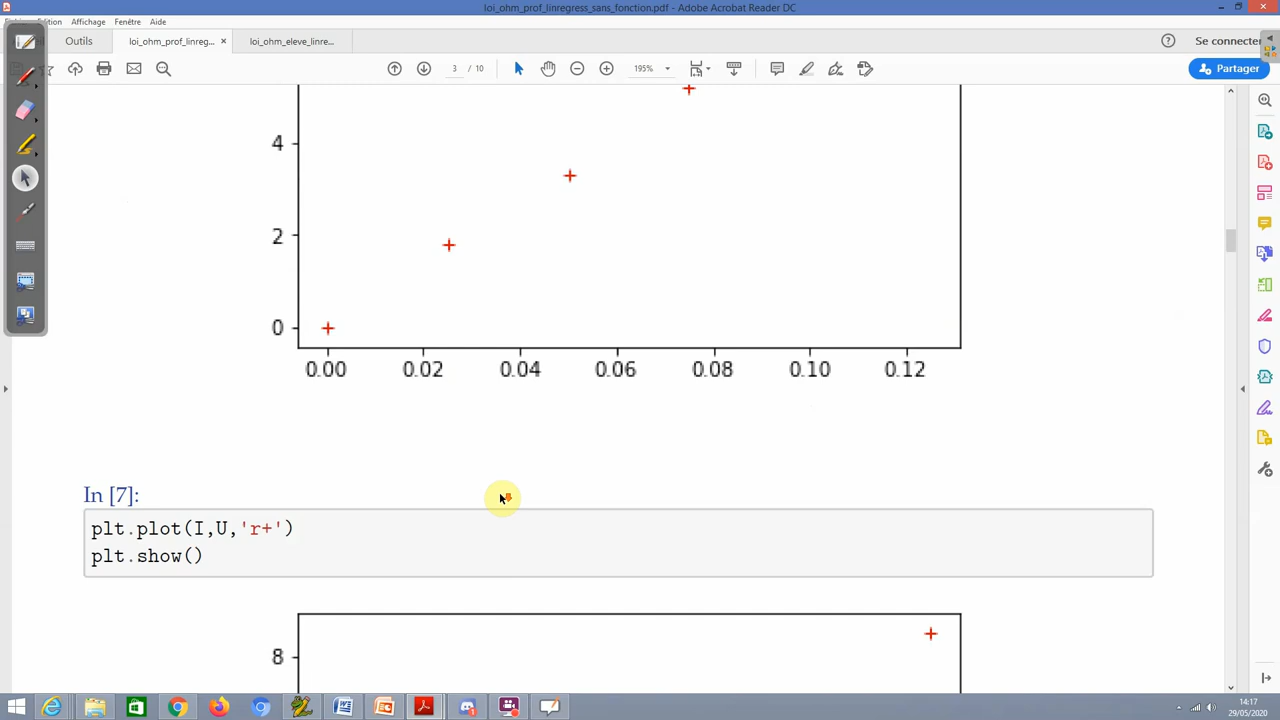 loi_ohm_prof_linregress_sans_fonction.pdf - Adobe Acrobat Reader DC
Affichage Fenêtre Aide
Outils loi_ohm_prof_linregr... × loi_ohm_eleve_linre... Se connecter
3 / 10 195% Partager
4
2
0
0.00 0.02 0.04 0.06 0.08 0.10 0.12
In [7]:
plt.plot(I,U,'r+')
plt.show()
8
14:17
29/05/2020